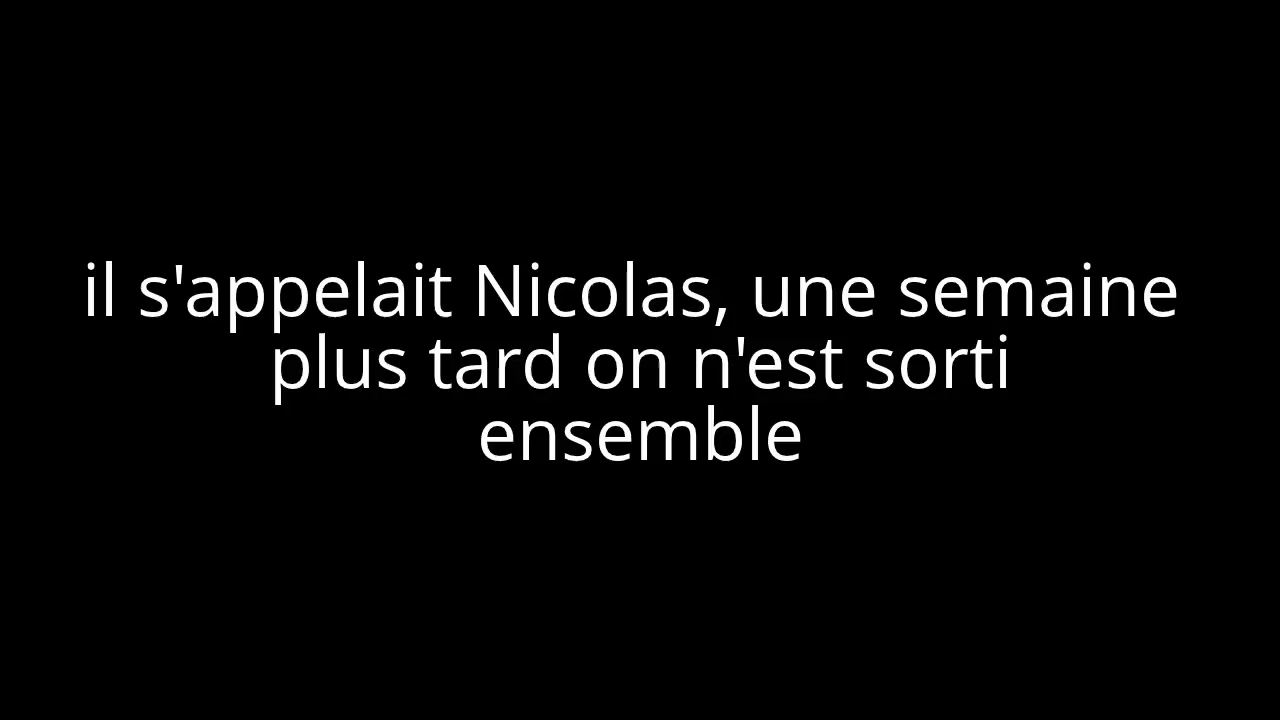 il s'appelait Nicolas, une semaine
plus tard on n'est sorti
ensemble